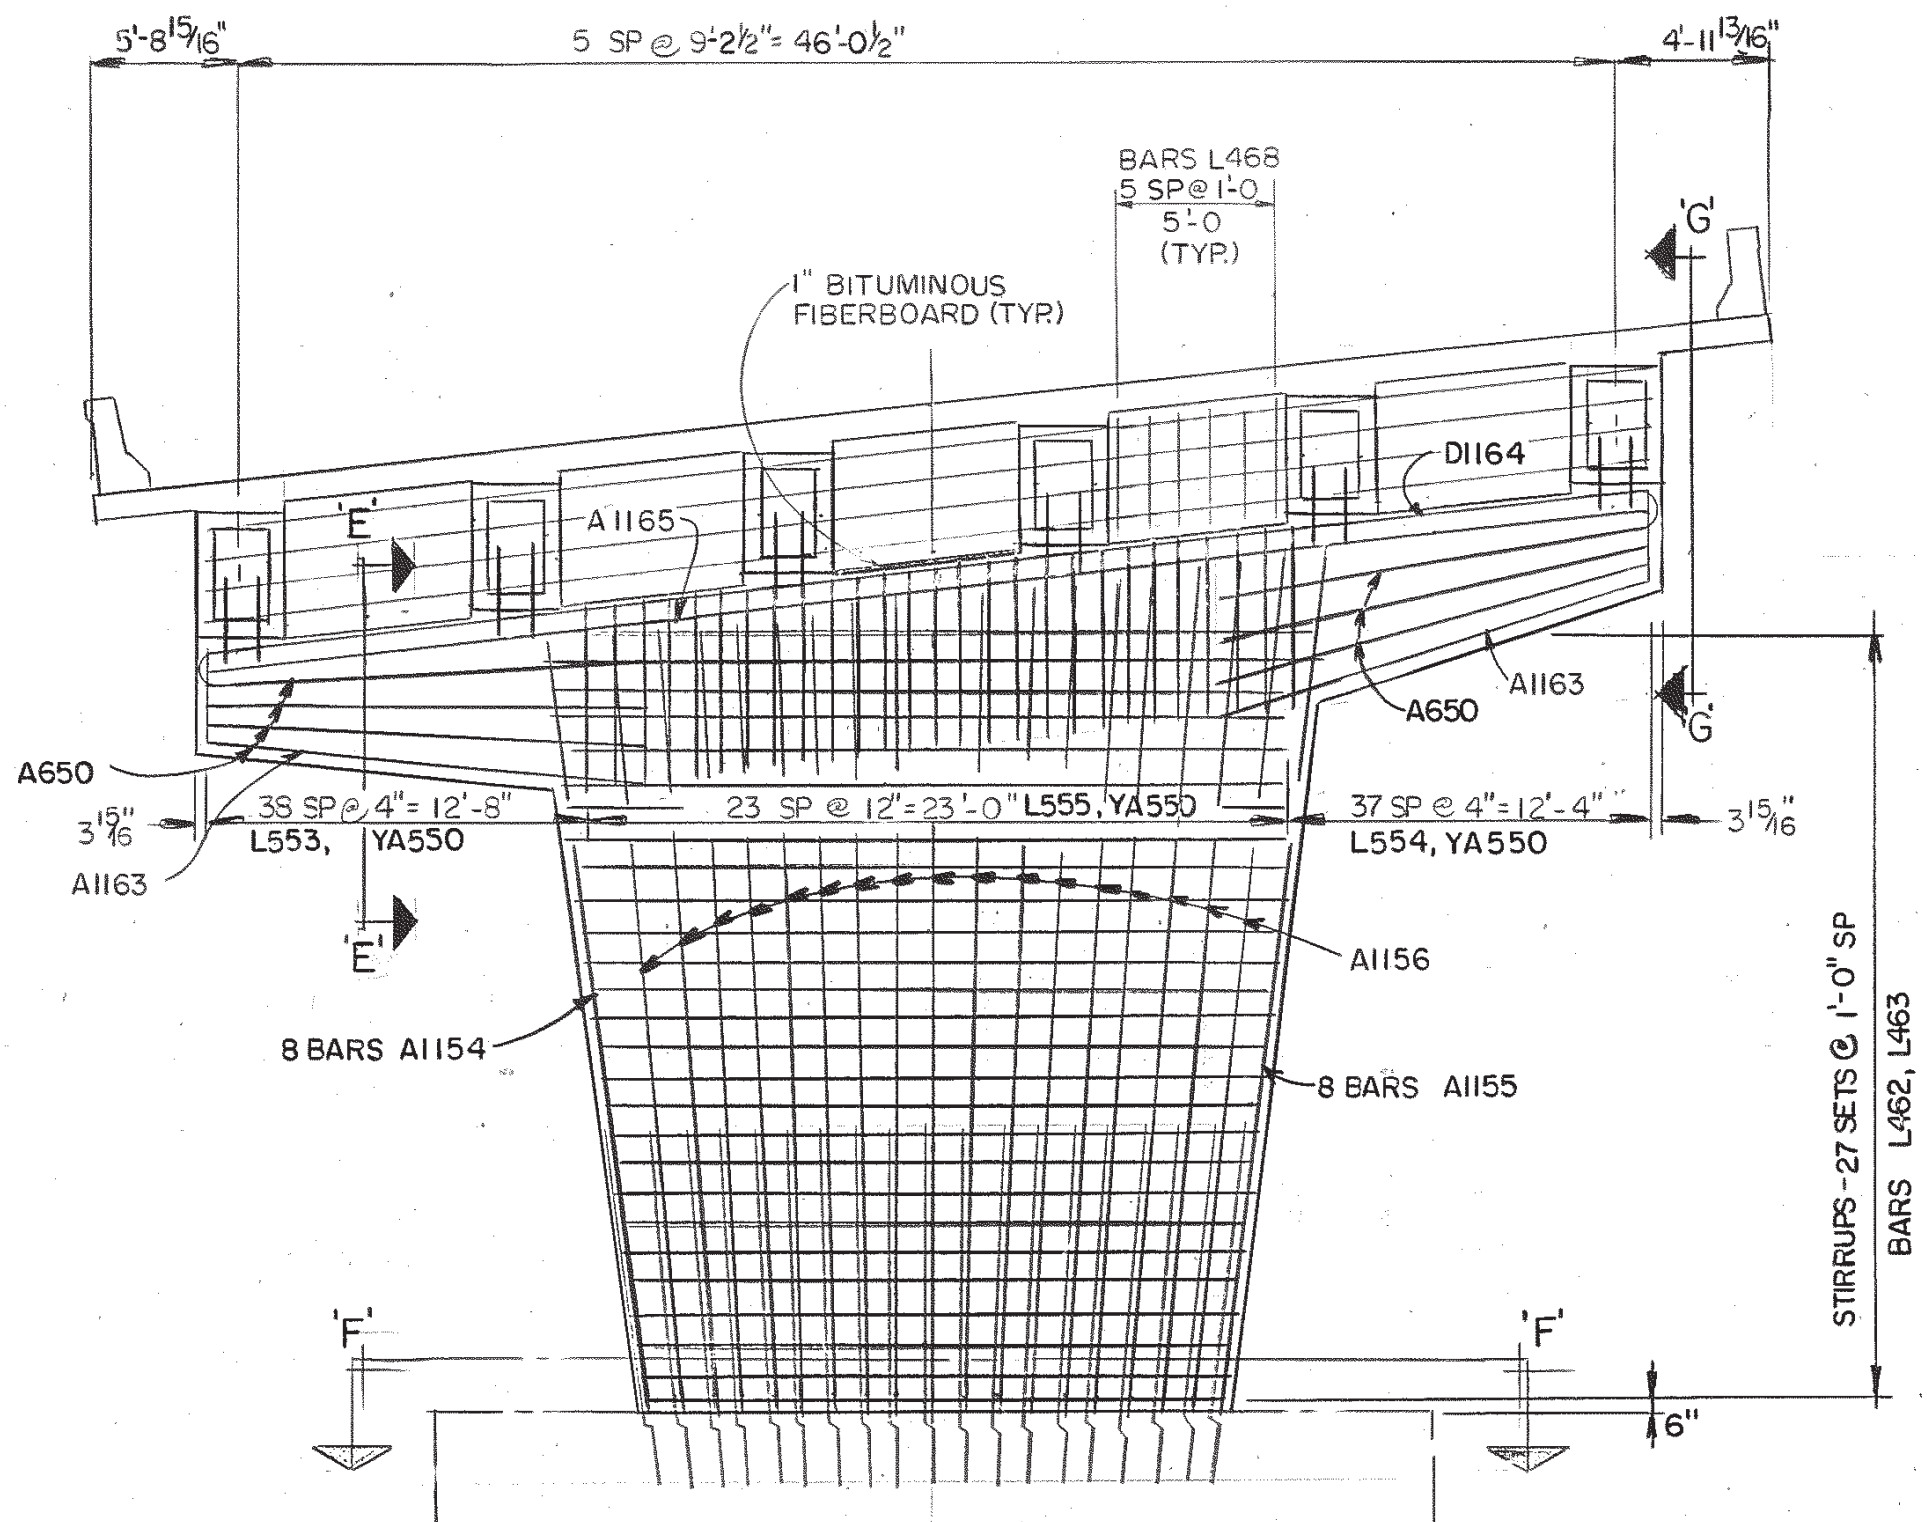 5'-8 15/16"
5 SP @ 9'-2 1/2" = 46'-0 1/2"
4'-11 13/16"
BARS L468
5 SP @ 1'-0
5'-0
(TYP.)
'G'
1" BITUMINOUS
FIBERBOARD (TYP.)
D1164
'E'
A1165
A1163
A650
'G'
A650
38 SP @ 4" = 12'-8"
23 SP @ 12" = 23'-0" L555, YA550
37 SP @ 4" = 12'-4"
3 15/16"
3 15/16"
L553, YA550
L554, YA550
A1163
'E'
A1156
8 BARS A1154
8 BARS A1155
STIRRUPS - 27 SETS @ 1'-0" SP
BARS L462, L463
'F'
'F'
6"